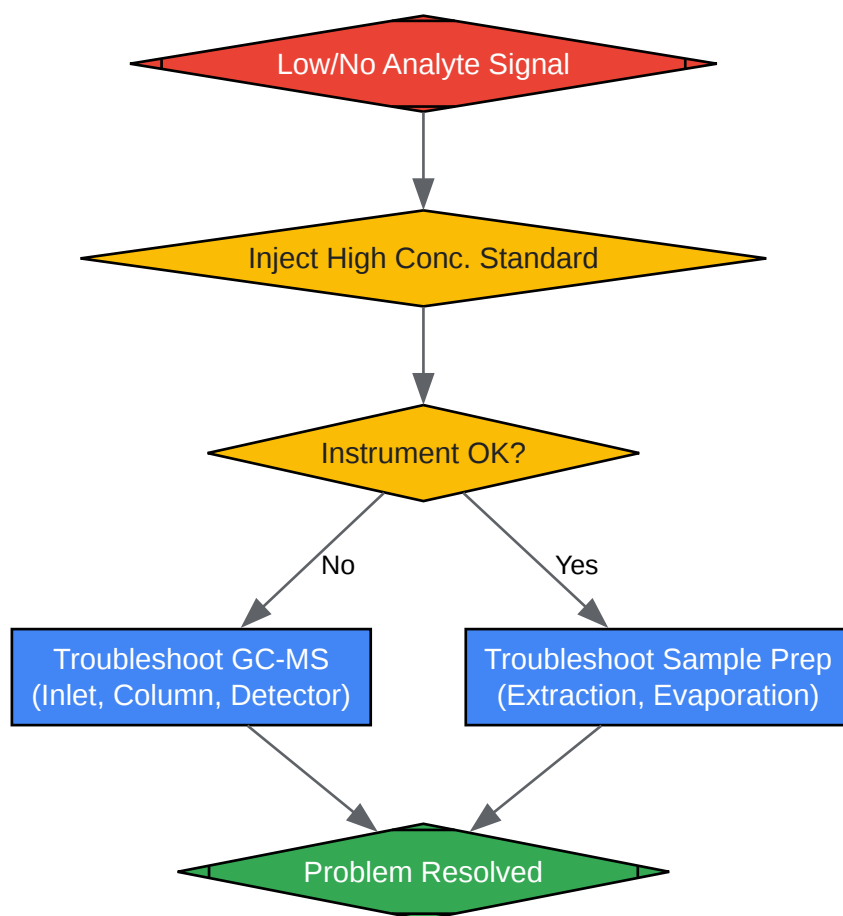 Low/No Analyte Signal
Inject High Conc. Standard
Instrument OK?
No
Yes
Troubleshoot GC-MS
(Inlet, Column, Detector)
Troubleshoot Sample Prep
(Extraction, Evaporation)
Problem Resolved